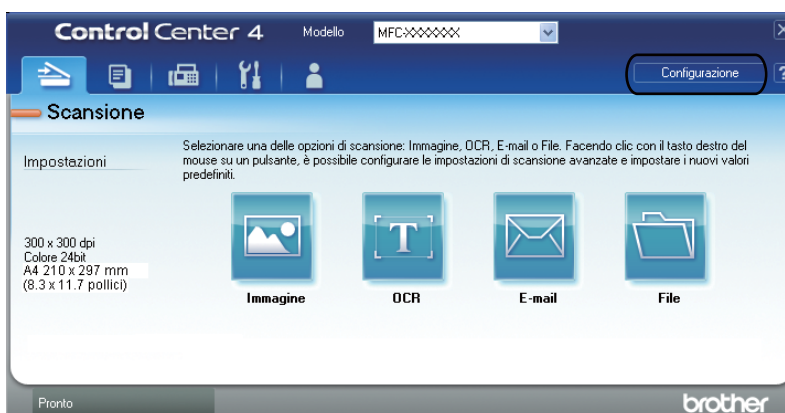 Control Center 4
Modello
MFC-XXXXXX
Configurazione
?
Scansione
Impostazioni
Selezionare una delle opzioni di scansione: Immagine, OCR, E-mail o File. Facendo clic con il tasto destro del
mouse su un pulsante, è possibile configurare le impostazioni di scansione avanzate e impostare i nuovi valori
predefiniti.
300 x 300 dpi
Colore 24bit
A4 210 x 297 mm
(8.3 x 11.7 pollici)
T
Immagine
OCR
E-mail
File
Pronto
brother